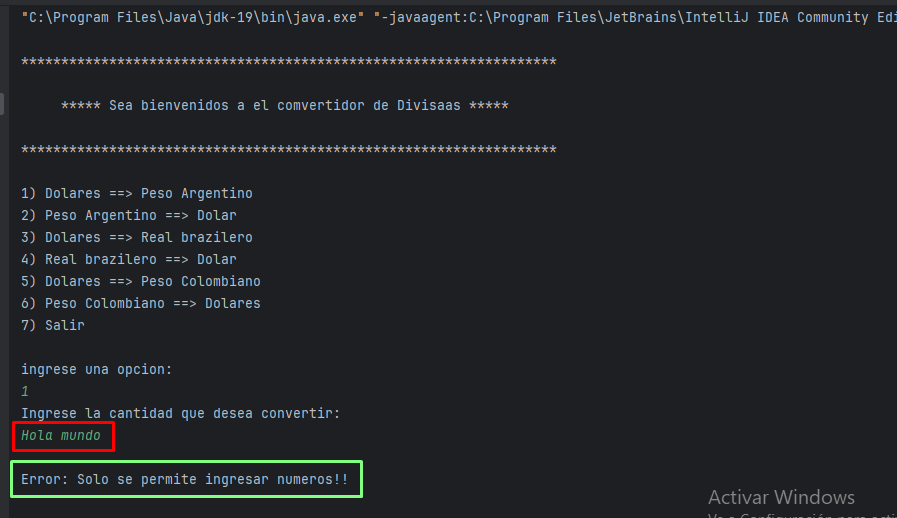 "C:\Program Files\Java\jdk-19\bin\java.exe" "-javaagent:C:\Program Files\JetBrains\IntelliJ IDEA Community Edi
*******************************************************************
***** Sea bienvenidos a el comvertidor de Divisaas *****
*******************************************************************
1) Dolares ==> Peso Argentino
2) Peso Argentino ==> Dolar
3) Dolares ==> Real brazilero
4) Real brazilero ==> Dolar
5) Dolares ==> Peso Colombiano
6) Peso Colombiano ==> Dolares
7) Salir
ingrese una opcion:
1
Ingrese la cantidad que desea convertir:
Hola mundo
Error: Solo se permite ingresar numeros!!
Activar Windows